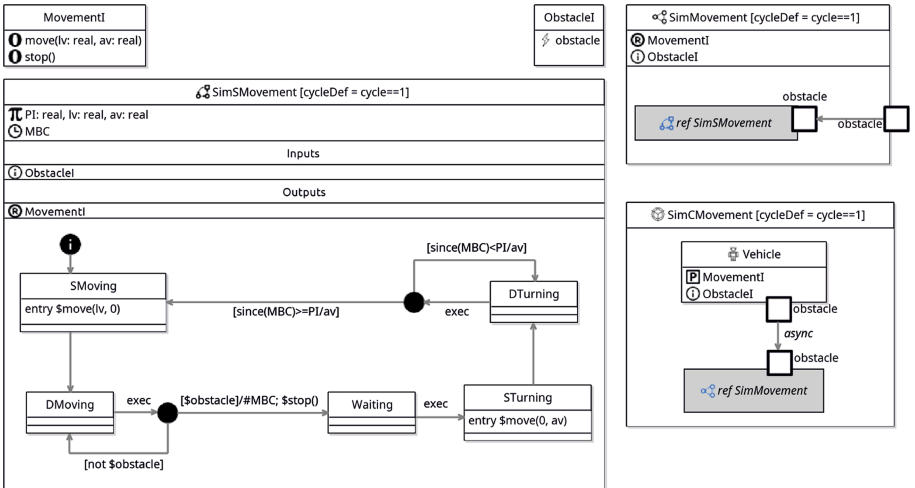 MovementI
move(lv: real, av: real)
stop()
ObstacleI
obstacle
SimSMovement [cycleDef = cycle==1]
PI: real, lv: real, av: real
MBC
Inputs
ObstacleI
Outputs
MovementI
i
[since(MBC)<PI/av]
SMoving
entry $move(lv, 0)
[since(MBC)>=PI/av]
exec
DTurning
DMoving
exec
[$obstacle]/#MBC; $stop()
Waiting
exec
STurning
entry $move(0, av)
[not $obstacle]
SimMovement [cycleDef = cycle==1]
R MovementI
i ObstacleI
obstacle
ref SimSMovement
obstacle
SimCMovement [cycleDef = cycle==1]
Vehicle
P MovementI
i ObstacleI
obstacle
async
obstacle
ref SimMovement